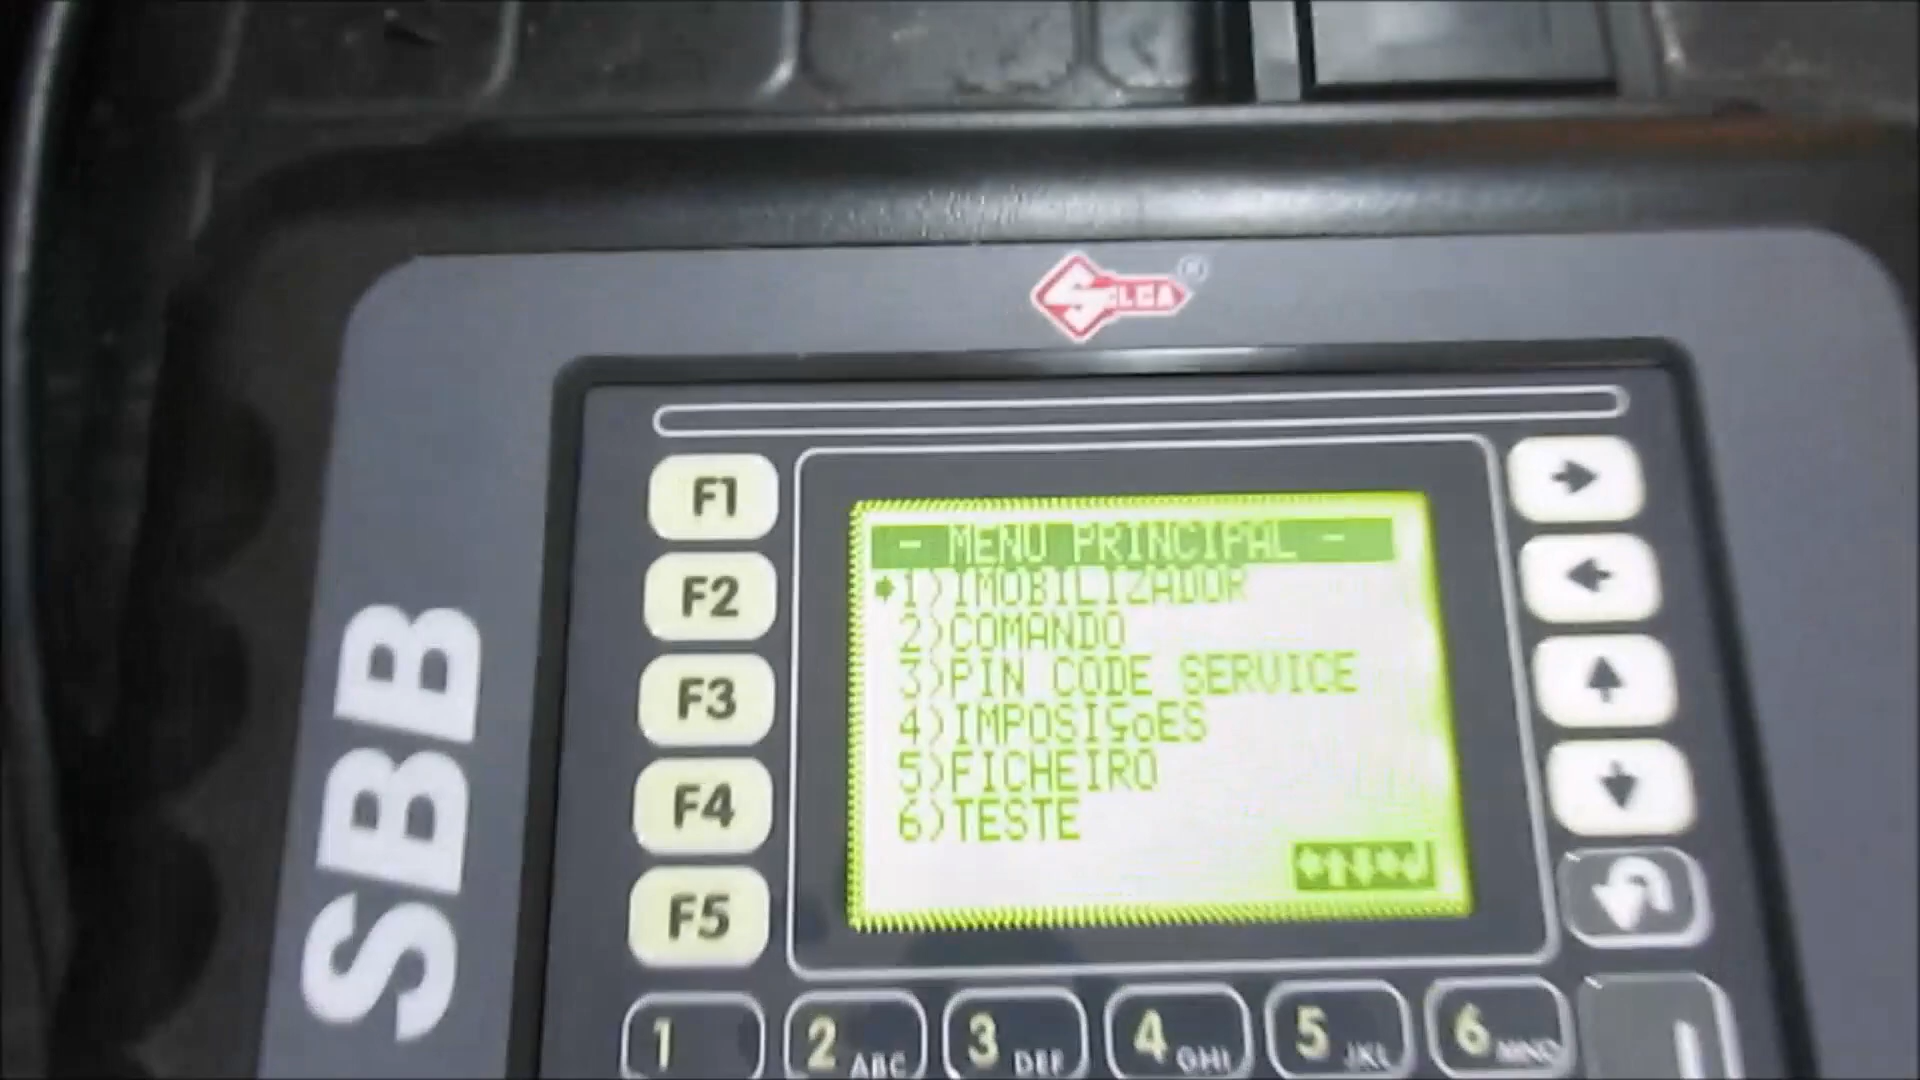 SILCA®
SBB
F1
F2
F3
F4
F5
- MENU PRINCIPAL -
1)IMOBILIZADOR
2)COMANDO
3)PIN CODE SERVICE
4)IMPOSIçoES
5)FICHEIRO
6)TESTE
1
2 ABC
3 DEF
4 GHI
5 JKL
6 MNO